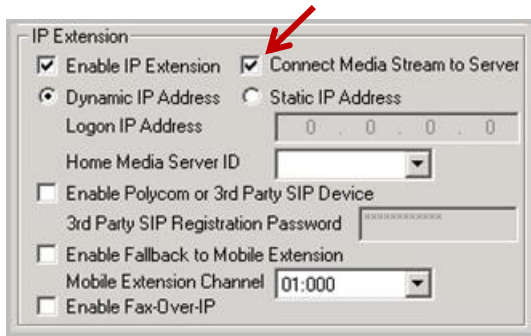 IP Extension
Enable IP Extension Connect Media Stream to Server
Dynamic IP Address Static IP Address
Logon IP Address 0 . 0 . 0 . 0
Home Media Server ID
Enable Polycom or 3rd Party SIP Device
3rd Party SIP Registration Password ************
Enable Fallback to Mobile Extension
Mobile Extension Channel 01:000
Enable Fax-Over-IP